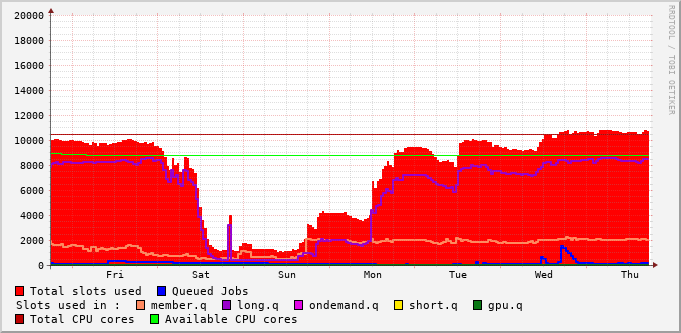 20000
18000
16000
14000
12000
10000
8000
6000
4000
2000
0
Fri Sat Sun Mon Tue Wed Thu
RRDTOOL / TOBI OETIKER
Total slots used Queued Jobs
Slots used in : member.q long.q ondemand.q short.q gpu.q
Total CPU cores Available CPU cores